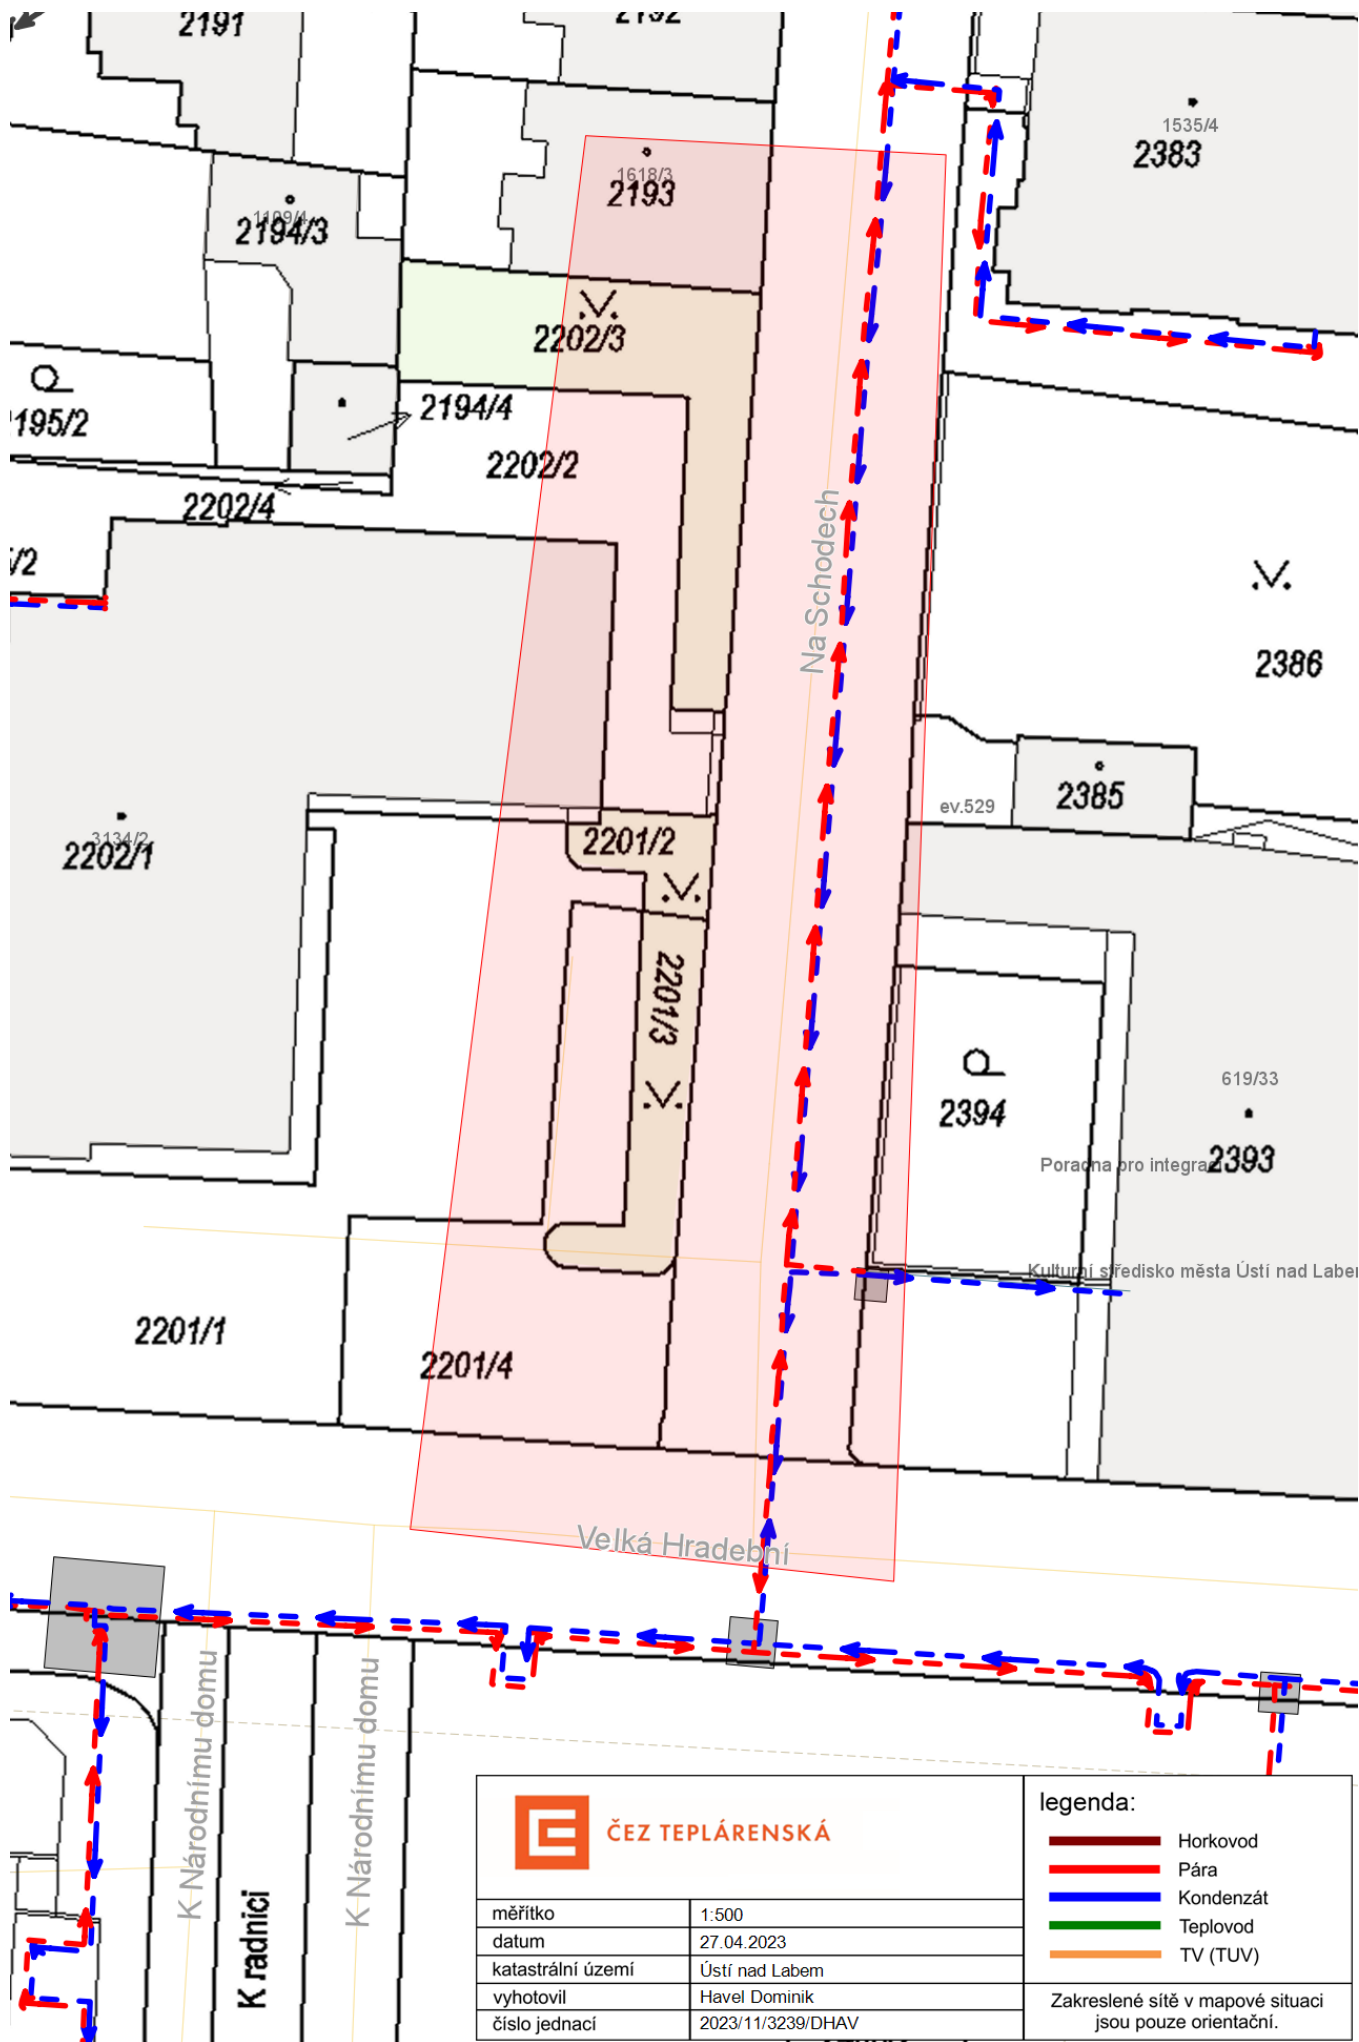 2191
2192
1535/4
2383
1618/3
2193
1109/4
2194/3
2202/3
195/2
2194/4
2202/2
2202/4
5/2
Na Schodech
2386
2385
ev.529
2201/2
3134/2
2202/1
2201/3
619/33
2394
2393
Poradna pro integrac
Kulturní středisko města Ústí nad Labem
2201/1
2201/4
Velká Hradební
K Národnímu domu
K radnici
K Národnímu domu
ČEZ TEPLÁRENSKÁ
měřítko 1:500
datum 27.04.2023
katastrální území Ústí nad Labem
vyhotovil Havel Dominik
číslo jednací 2023/11/3239/DHAV
legenda:
Horkovod
Pára
Kondenzát
Teplovod
TV (TUV)
Zakreslené sítě v mapové situaci
jsou pouze orientační.